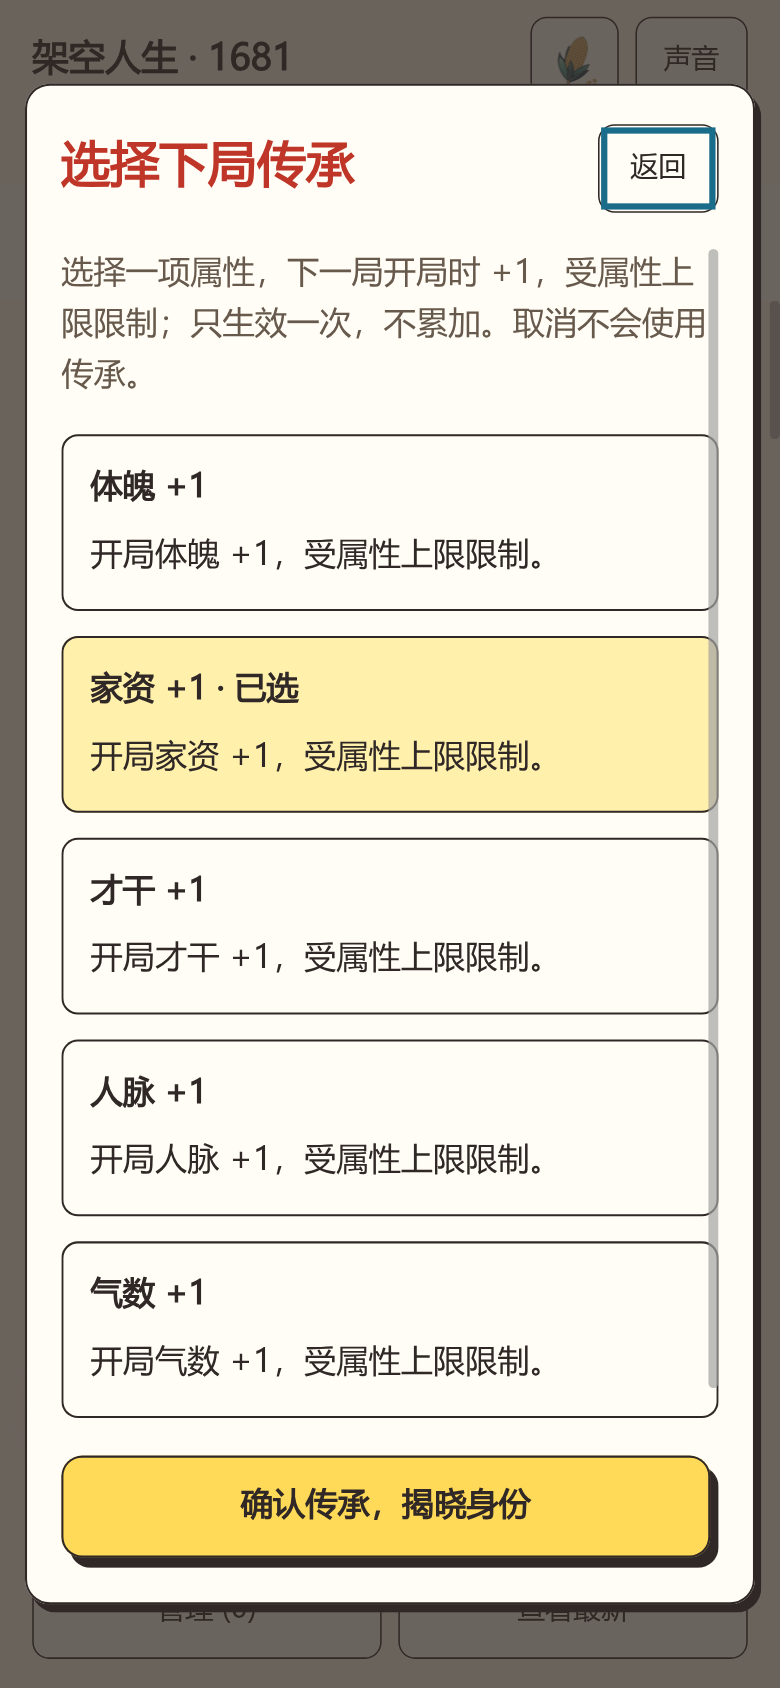 架空人生 · 1681
声音
选择下局传承
返回
选择一项属性，下一局开局时 +1，受属性上
限限制；只生效一次，不累加。取消不会使用
传承。
体魄 +1
开局体魄 +1，受属性上限限制。
家资 +1 · 已选
开局家资 +1，受属性上限限制。
才干 +1
开局才干 +1，受属性上限限制。
人脉 +1
开局人脉 +1，受属性上限限制。
气数 +1
开局气数 +1，受属性上限限制。
确认传承，揭晓身份
管理
查看最新